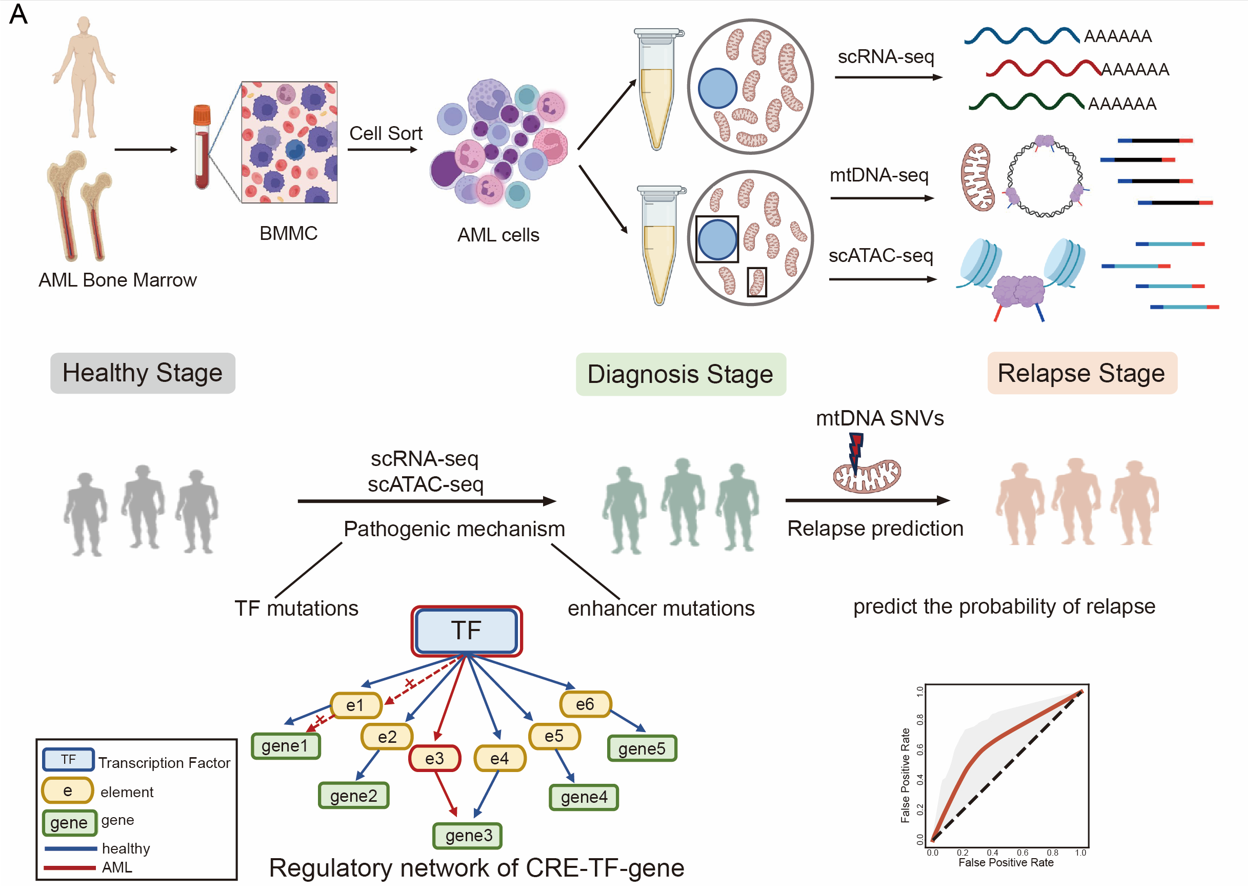 A
AML Bone Marrow
BMMC
Cell Sort
AML cells
scRNA-seq
AAAAAA
AAAAAA
AAAAAA
mtDNA-seq
scATAC-seq
Healthy Stage
Diagnosis Stage
Relapse Stage
scRNA-seq
scATAC-seq
Pathogenic mechanism
mtDNA SNVs
Relapse prediction
TF mutations
enhancer mutations
predict the probability of relapse
TF
e1
e2
e3
e4
e5
e6
gene1
gene2
gene3
gene4
gene5
Regulatory network of CRE-TF-gene
TF Transcription Factor
e element
gene gene
healthy
AML
False Positive Rate
1.0
0.8
0.6
0.4
0.2
0.0
0.0 0.2 0.4 0.6 0.8 1.0
False Positive Rate